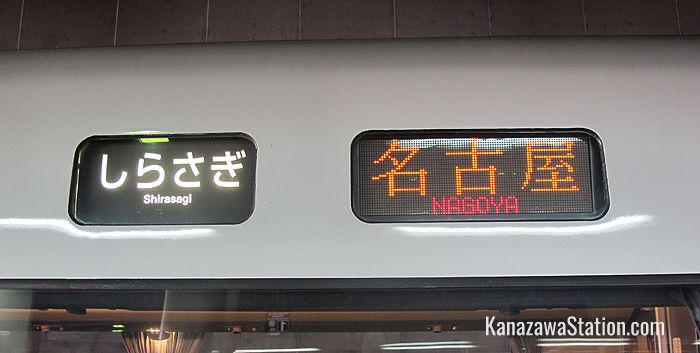 しらさぎ
Shirasagi
名古屋
NAGOYA
KanazawaStation.com